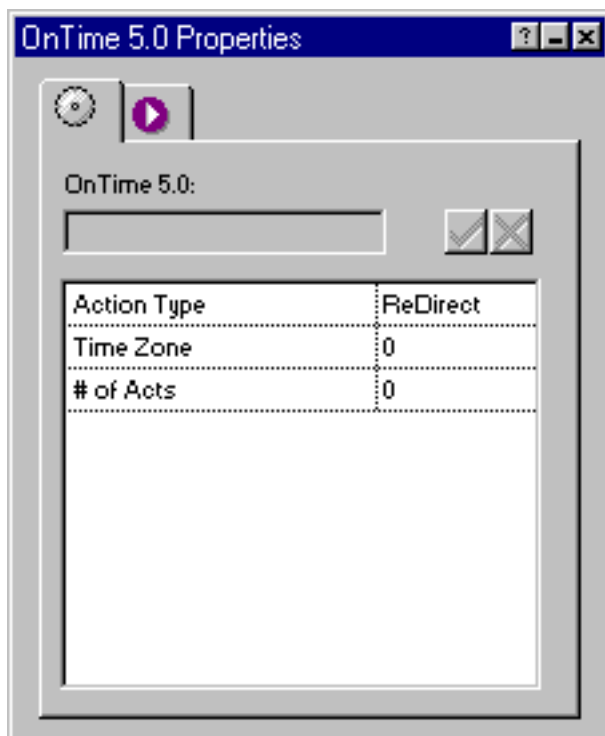 OnTime 5.0 Properties
OnTime 5.0:
Action Type ReDirect
Time Zone 0
# of Acts 0